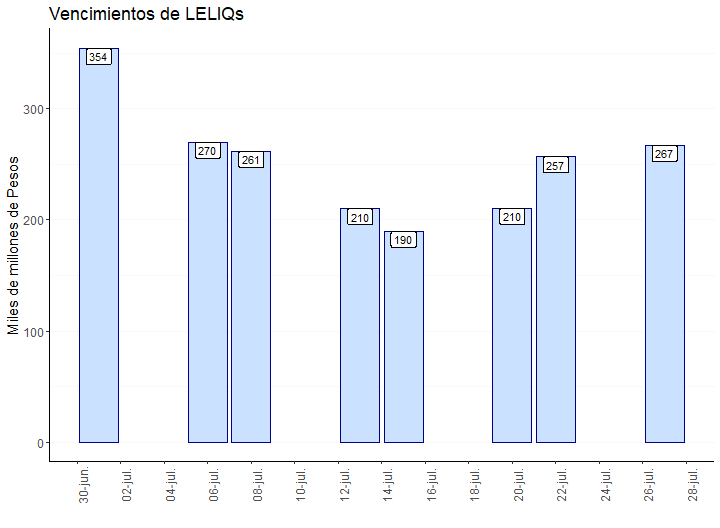 Vencimientos de LELIQs
Miles de millones de Pesos
300
200
100
0
354
270
261
210
190
210
257
267
30-jun.
02-jul.
04-jul.
06-jul.
08-jul.
10-jul.
12-jul.
14-jul.
16-jul.
18-jul.
20-jul.
22-jul.
24-jul.
26-jul.
28-jul.